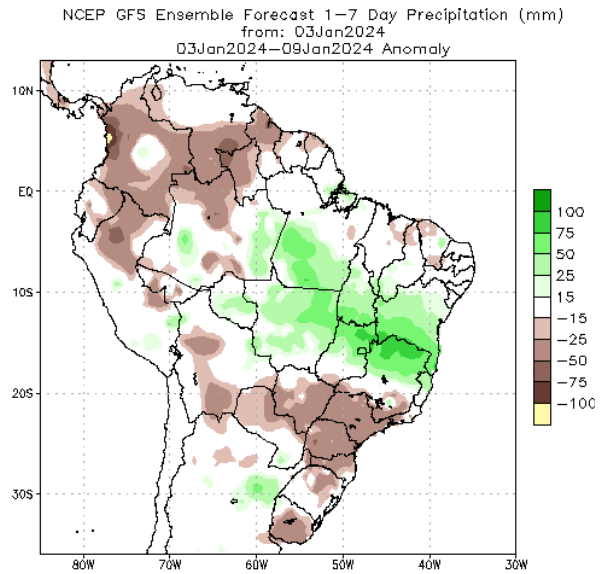 NCEP GFS Ensemble Forecast 1–7 Day Precipitation (mm)
from: 03Jan2024
03Jan2024–09Jan2024 Anomaly
10N
EQ
10S
20S
30S
80W
70W
60W
50W
40W
30W
100
75
50
25
15
−15
−25
−50
−75
−100